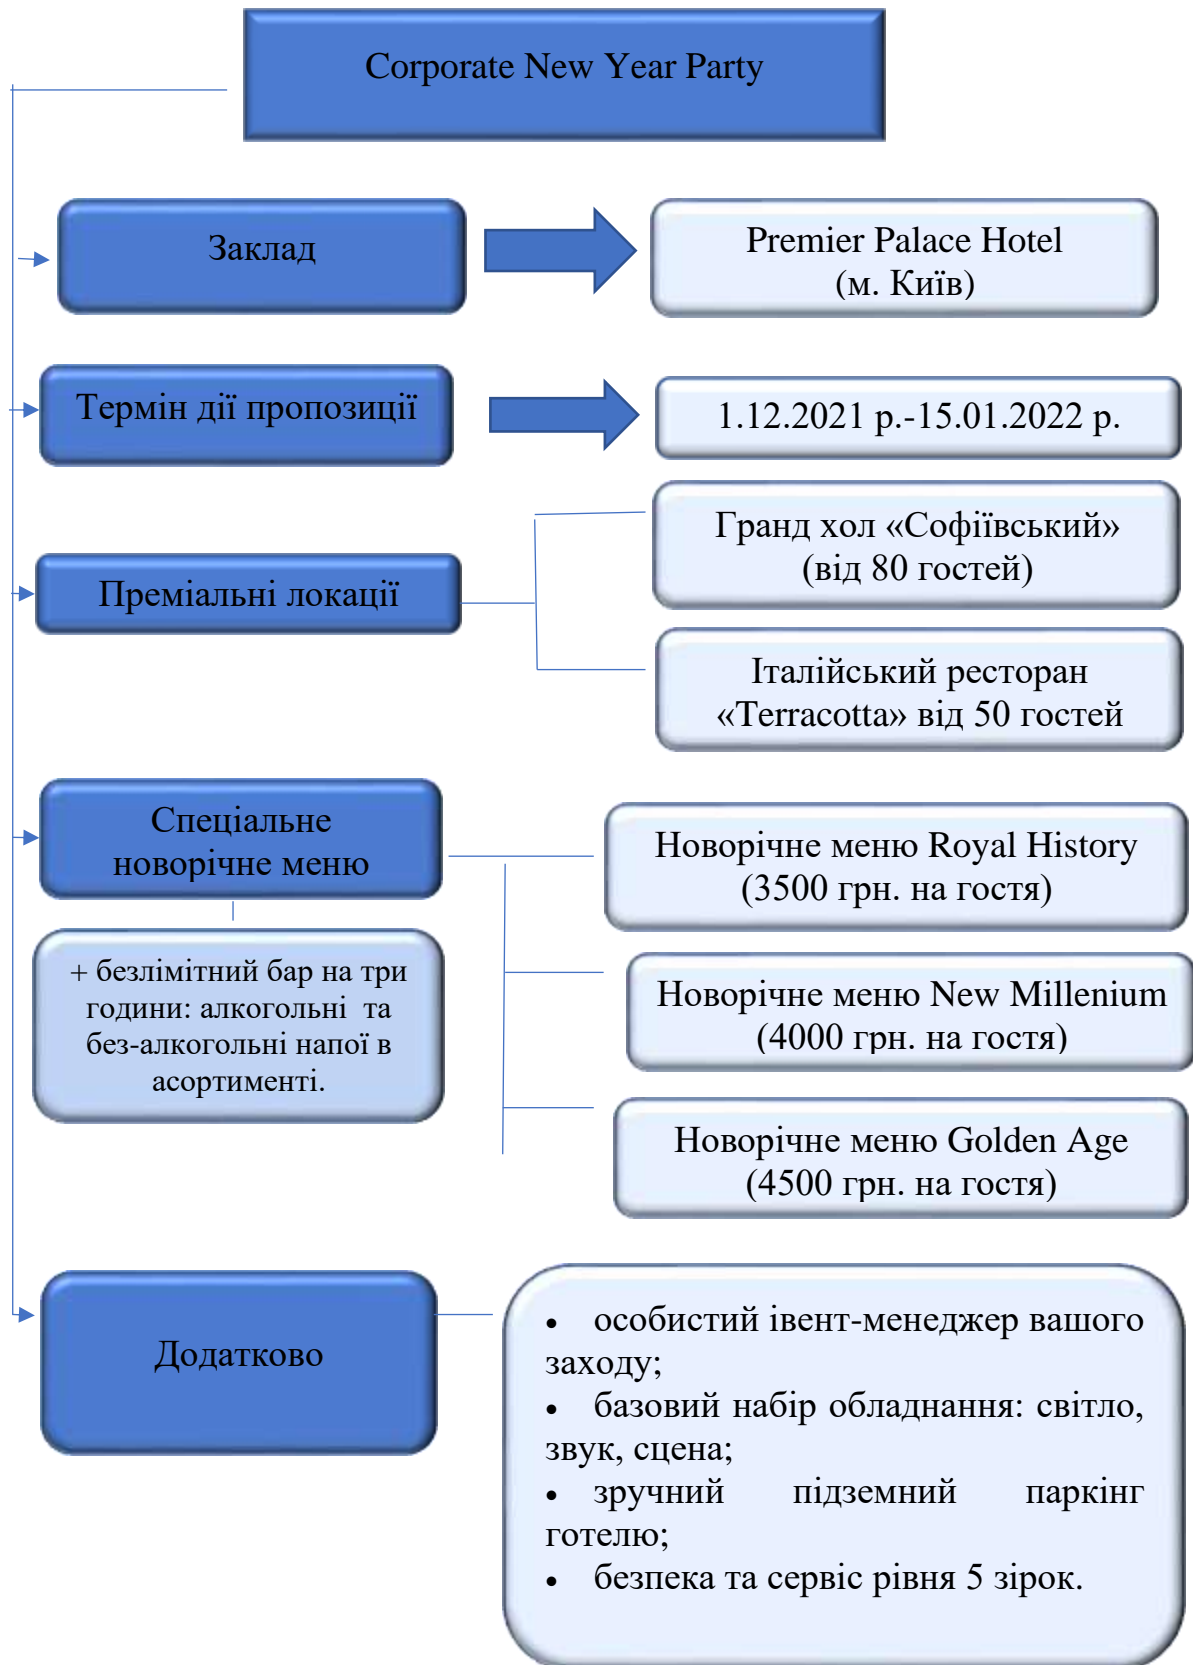 Corporate New Year Party
Заклад
Premier Palace Hotel
(м. Київ)
Термін дії пропозиції
1.12.2021 р.-15.01.2022 р.
Преміальні локації
Гранд хол «Софіївський»
(від 80 гостей)
Італійський ресторан
«Terracotta» від 50 гостей
Спеціальне
новорічне меню
+ безлімітний бар на три
години: алкогольні та
без-алкогольні напої в
асортименті.
Новорічне меню Royal History
(3500 грн. на гостя)
Новорічне меню New Millenium
(4000 грн. на гостя)
Новорічне меню Golden Age
(4500 грн. на гостя)
Додатково
• особистий івент-менеджер вашого
заходу;
• базовий набір обладнання: світло,
звук, сцена;
• зручний підземний паркінг
готелю;
• безпека та сервіс рівня 5 зірок.